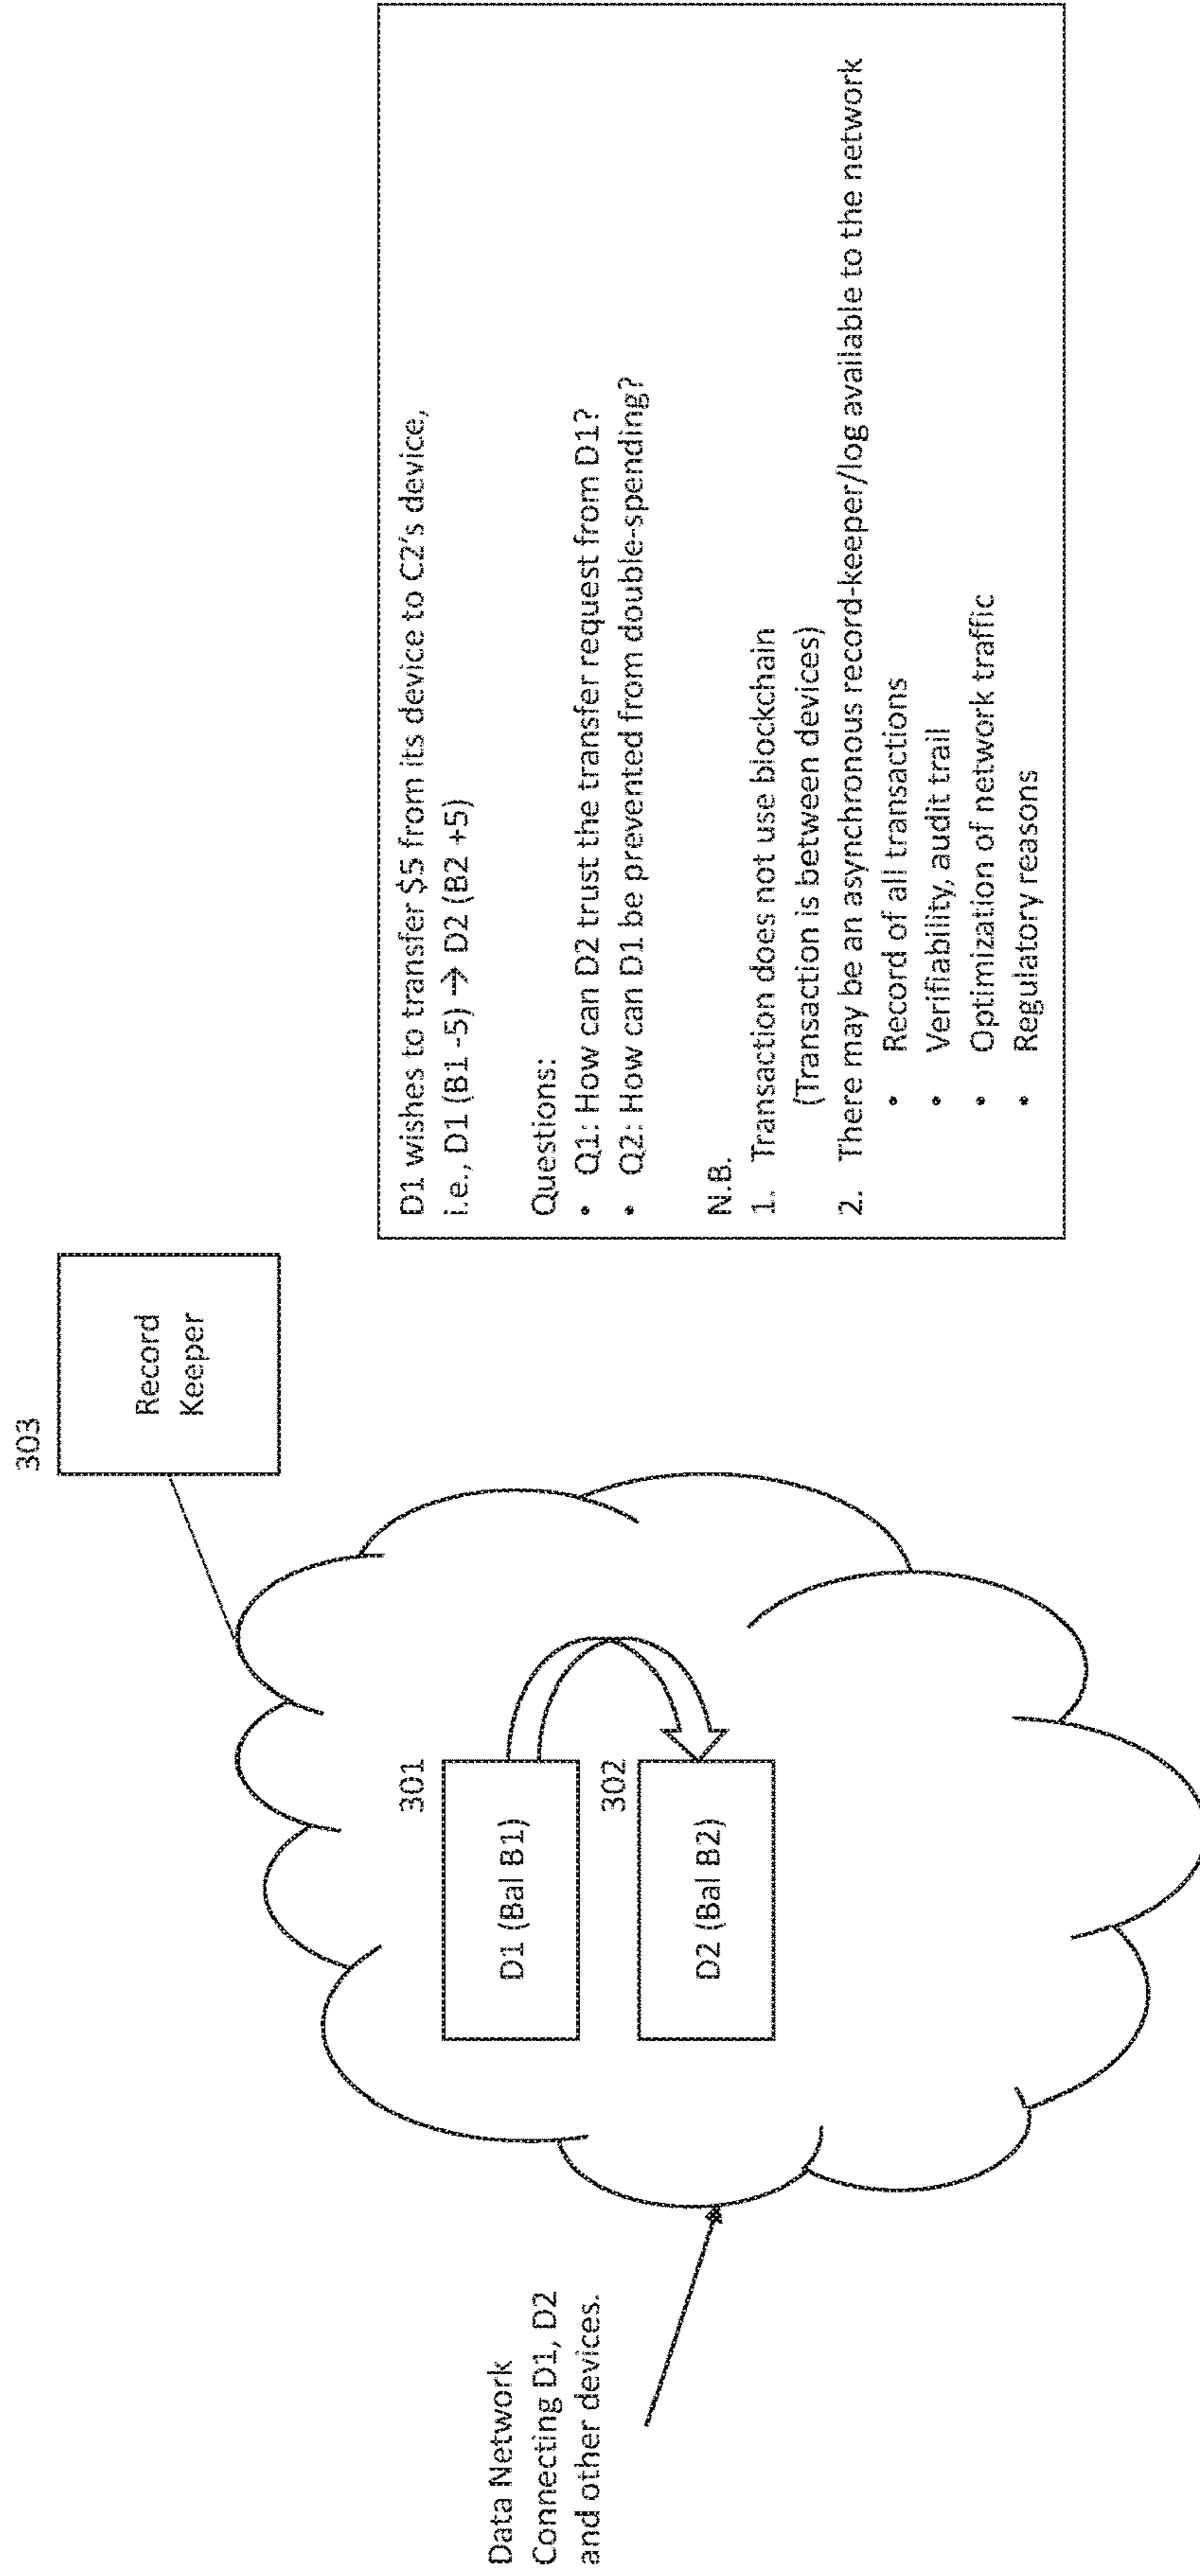 Data Network
Connecting D1, D2
and other devices.
303
Record
Keeper
301
D1 (Bal B1)
302
D2 (Bal B2)
D1 wishes to transfer $5 from its device to C2's device,
i.e., D1 (B1 -5) → D2 (B2 +5)
Questions:
• Q1: How can D2 trust the transfer request from D1?
• Q2: How can D1 be prevented from double-spending?
N.B.
1. Transaction does not use blockchain
(Transaction is between devices)
2. There may be an asynchronous record-keeper/log available to the network
• Record of all transactions
• Verifiability, audit trail
• Optimization of network traffic
• Regulatory reasons